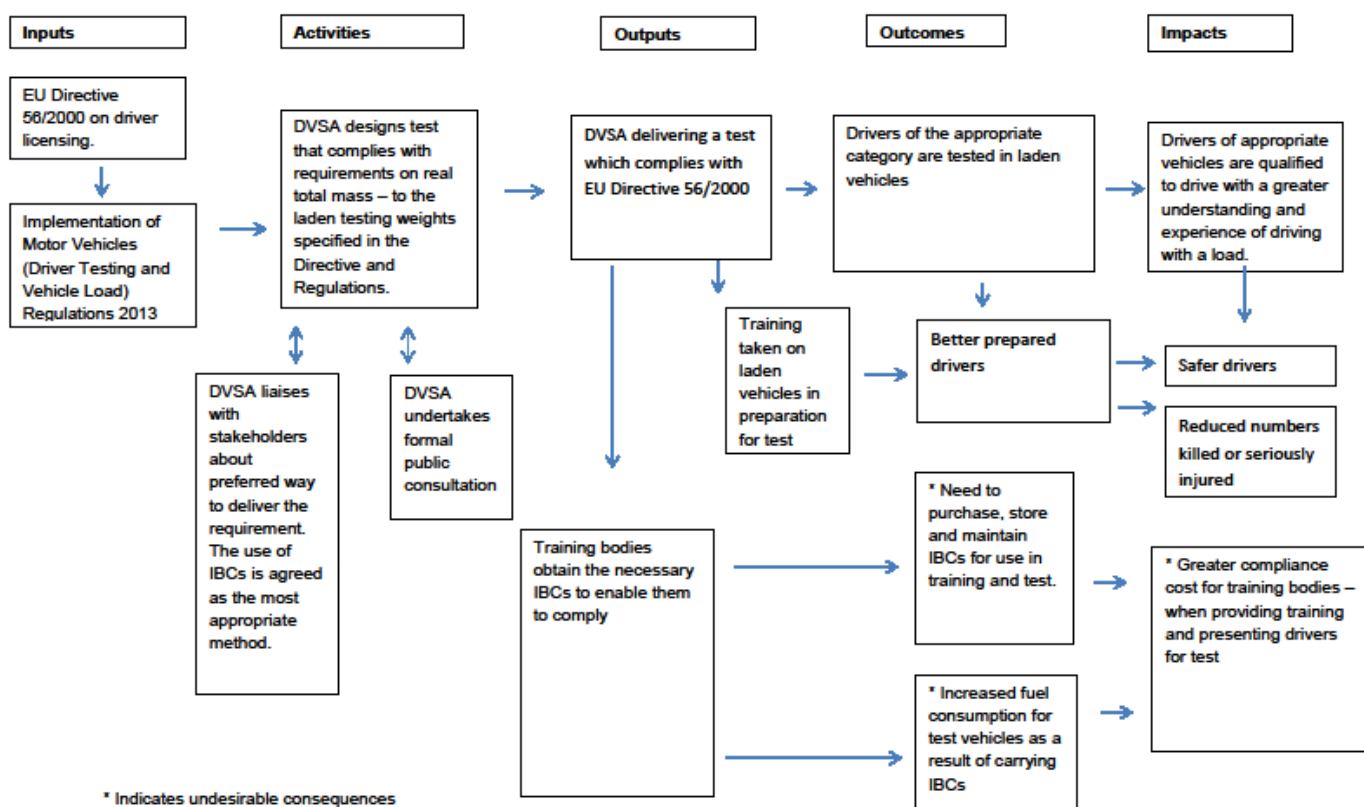 Inputs
Activities
Outputs
Outcomes
Impacts
EU Directive
56/2000 on driver
licensing.
Implementation of
Motor Vehicles
(Driver Testing and
Vehicle Load)
Regulations 2013
DVSA designs test
that complies with
requirements on real
total mass – to the
laden testing weights
specified in the
Directive and
Regulations.
DVSA liaises
with
stakeholders
about
preferred way
to deliver the
requirement.
The use of
IBCs is agreed
as the most
appropriate
method.
DVSA
undertakes
formal
public
consultation
DVSA delivering a test
which complies with
EU Directive 56/2000
Training
taken on
laden
vehicles in
preparation
for test
Training bodies
obtain the necessary
IBCs to enable them
to comply
Drivers of the appropriate
category are tested in laden
vehicles
Better prepared
drivers
* Need to
purchase, store
and maintain
IBCs for use in
training and test.
* Increased fuel
consumption for
test vehicles as a
result of carrying
IBCs
Drivers of appropriate
vehicles are qualified
to drive with a greater
understanding and
experience of driving
with a load.
Safer drivers
Reduced numbers
killed or seriously
injured
* Greater compliance
cost for training bodies –
when providing training
and presenting drivers
for test
* Indicates undesirable consequences